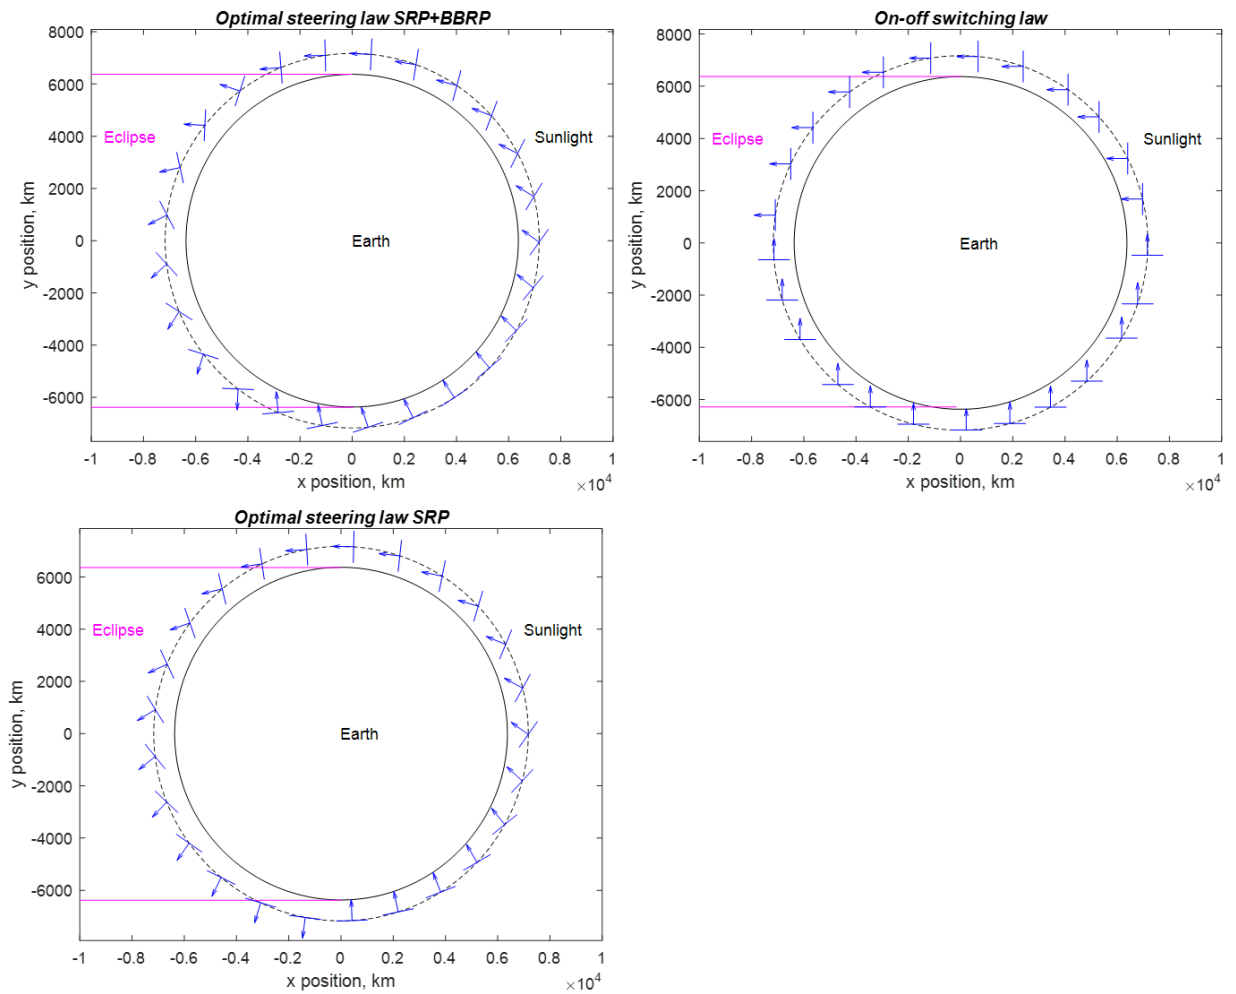 Optimal steering law SRP+BBRP
8000
6000
4000
2000
0
-2000
-4000
-6000
y position, km
Eclipse
Sunlight
Earth
-1 -0.8 -0.6 -0.4 -0.2 0 0.2 0.4 0.6 0.8 1
x position, km
×10^4
On-off switching law
8000
6000
4000
2000
0
-2000
-4000
-6000
y position, km
Eclipse
Sunlight
Earth
-1 -0.8 -0.6 -0.4 -0.2 0 0.2 0.4 0.6 0.8 1
x position, km
×10^4
Optimal steering law SRP
6000
4000
2000
0
-2000
-4000
-6000
y position, km
Eclipse
Sunlight
Earth
-1 -0.8 -0.6 -0.4 -0.2 0 0.2 0.4 0.6 0.8 1
x position, km
×10^4